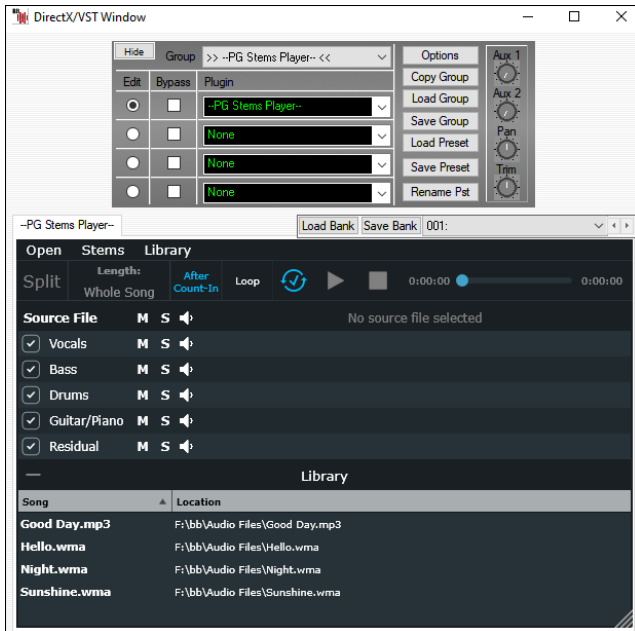 DirectX/VST Window
Hide Group >> --PG Stems Player-- << Options Aux 1
Edit Bypass Plugin Copy Group
--PG Stems Player-- Load Group Aux 2
None Save Group
Load Preset Pan
None Save Preset Trim
None Rename Pst
--PG Stems Player-- Load Bank Save Bank 001:
Open Stems Library
Split Length: Whole Song After Count-In Loop 0:00:00 0:00:00
Source File M S No source file selected
Vocals M S
Bass M S
Drums M S
Guitar/Piano M S
Residual M S
Library
Song Location
Good Day.mp3 F:\bb\Audio Files\Good Day.mp3
Hello.wma F:\bb\Audio Files\Hello.wma
Night.wma F:\bb\Audio Files\Night.wma
Sunshine.wma F:\bb\Audio Files\Sunshine.wma